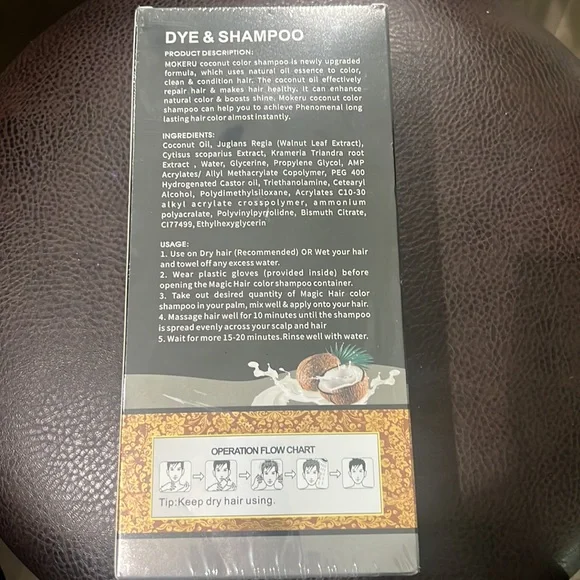 DYE & SHAMPOO
PRODUCT DESCRIPTION:
MOKERU coconut color shampoo is newly upgraded
formula, which uses natural oil essence to color,
clean & condition hair. The coconut oil effectively
repair hair & makes hair healthy. It can enhance
natural color & boosts shine. Mokeru coconut color
shampoo can help you to achieve Phenomenal long
lasting hair color almost instantly.
INGREDIENTS:
Coconut Oil, Juglans Regia (Walnut Leaf Extract),
Cytisus scoparius Extract, Krameria Triandra root
Extract , Water, Glycerine, Propylene Glycol, AMP
Acrylates/ Allyl Methacrylate Copolymer, PEG 400
Hydrogenated Castor oil, Triethanolamine, Cetearyl
Alcohol, Polydimethylsiloxane, Acrylates C10-30
alkyl acrylate crosspolymer, ammonium
polyacralate, Polyvinylpyrrolidne, Bismuth Citrate,
CI77499, Ethylhexyglycerin
USAGE:
1. Use on Dry hair (Recommended) OR Wet your hair
and towel off any excess water.
2. Wear plastic gloves (provided inside) before
opening the Magic Hair color shampoo container.
3. Take out desired quantity of Magic Hair color
shampoo in your palm, mix well & apply onto your hair.
4. Massage hair well for 10 minutes until the shampoo
is spread evenly across your scalp and hair
5. Wait for more 15-20 minutes.Rinse well with water.
OPERATION FLOW CHART
Tip:Keep dry hair using.